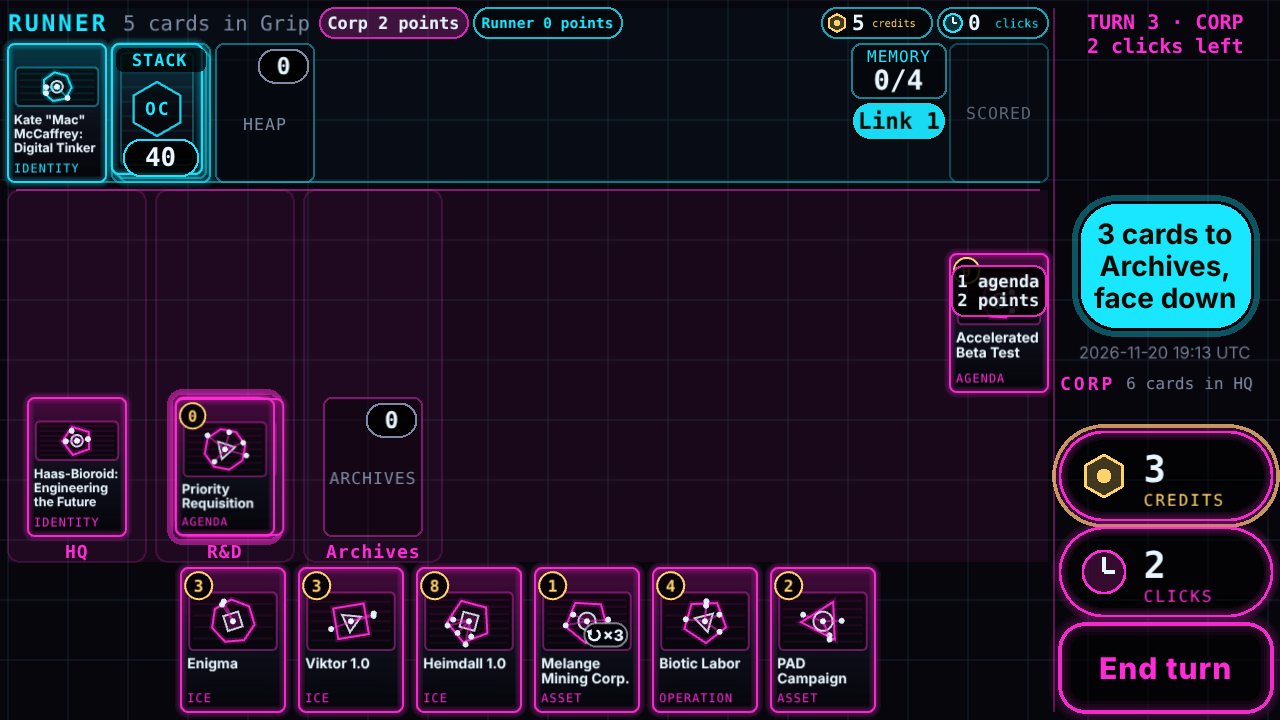 RUNNER 5 cards in Grip Corp 2 points Runner 0 points 5 credits 0 clicks
TURN 3 · CORP
2 clicks left
Kate "Mac"
McCaffrey:
Digital Tinker
IDENTITY
STACK
OC
40
0
HEAP
MEMORY
0/4
Link 1
SCORED
3 cards to
Archives,
face down
2026-11-20 19:13 UTC
CORP 6 cards in HQ
1 agenda
2 points
Accelerated
Beta Test
AGENDA
Haas-Bioroid:
Engineering
the Future
IDENTITY
HQ
0
Priority
Requisition
AGENDA
R&D
0
ARCHIVES
Archives
3
CREDITS
2
CLICKS
End turn
3
Enigma
ICE
3
Viktor 1.0
ICE
8
Heimdall 1.0
ICE
1
×3
Melange
Mining Corp.
ASSET
4
Biotic Labor
OPERATION
2
PAD
Campaign
ASSET